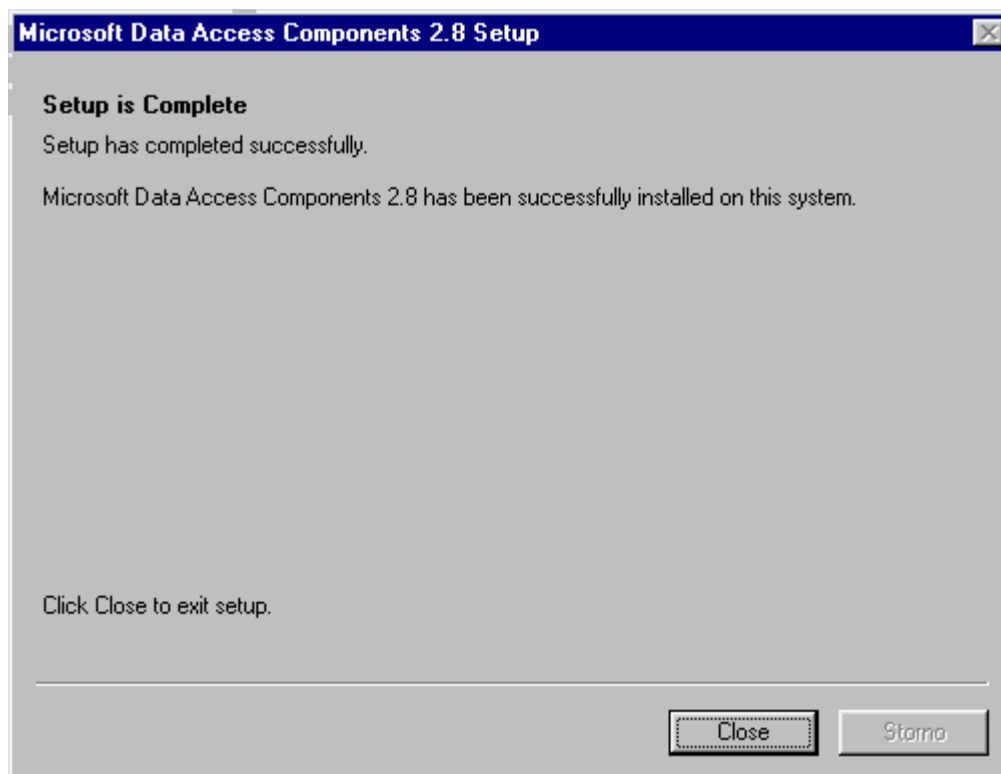 Microsoft Data Access Components 2.8 Setup
Setup is Complete
Setup has completed successfully.
Microsoft Data Access Components 2.8 has been successfully installed on this system.
Click Close to exit setup.
Close
Storno